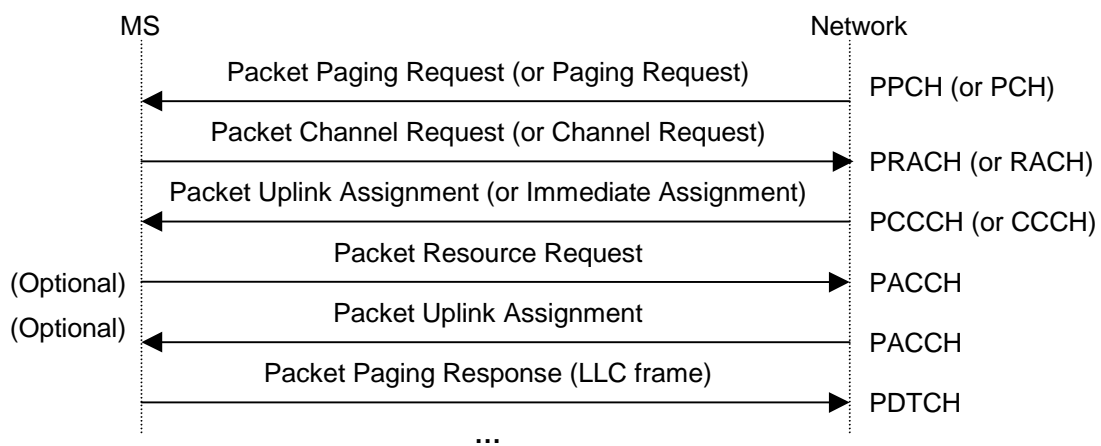 MS Network
Packet Paging Request (or Paging Request)
PPCH (or PCH)
Packet Channel Request (or Channel Request)
PRACH (or RACH)
Packet Uplink Assignment (or Immediate Assignment)
PCCCH (or CCCH)
Packet Resource Request
(Optional) PACCH
Packet Uplink Assignment
(Optional) PACCH
Packet Paging Response (LLC frame)
PDTCH
...